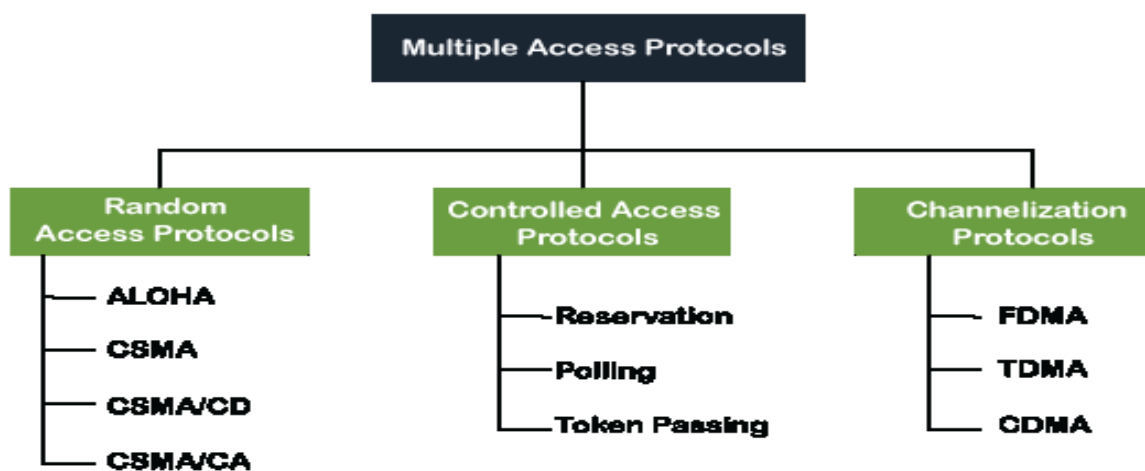 Multiple Access Protocols
Random
Access Protocols
Controlled Access
Protocols
Channelization
Protocols
ALOHA
CSMA
CSMA/CD
CSMA/CA
Reservation
Polling
Token Passing
FDMA
TDMA
CDMA